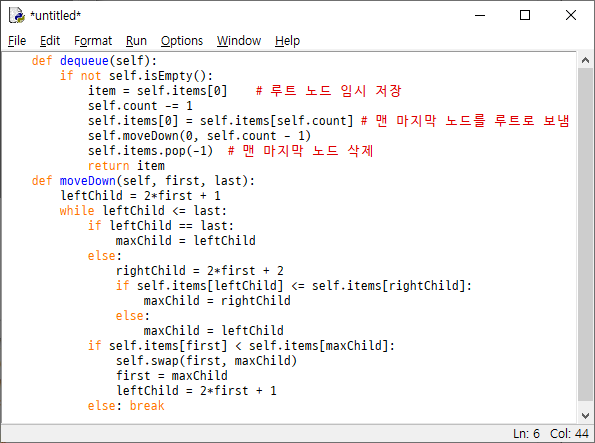 *untitled*
File Edit Format Run Options Window Help
    def dequeue(self):
        if not self.isEmpty():
            item = self.items[0]    # 루트 노드 임시 저장
            self.count -= 1
            self.items[0] = self.items[self.count] # 맨 마지막 노드를 루트로 보냄
            self.moveDown(0, self.count - 1)
            self.items.pop(-1)  # 맨 마지막 노드 삭제
            return item
    def moveDown(self, first, last):
        leftChild = 2*first + 1
        while leftChild <= last:
            if leftChild == last:
                maxChild = leftChild
            else:
                rightChild = 2*first + 2
                if self.items[leftChild] <= self.items[rightChild]:
                    maxChild = rightChild
                else:
                    maxChild = leftChild
            if self.items[first] < self.items[maxChild]:
                self.swap(first, maxChild)
                first = maxChild
                leftChild = 2*first + 1
            else: break
Ln: 6 Col: 44